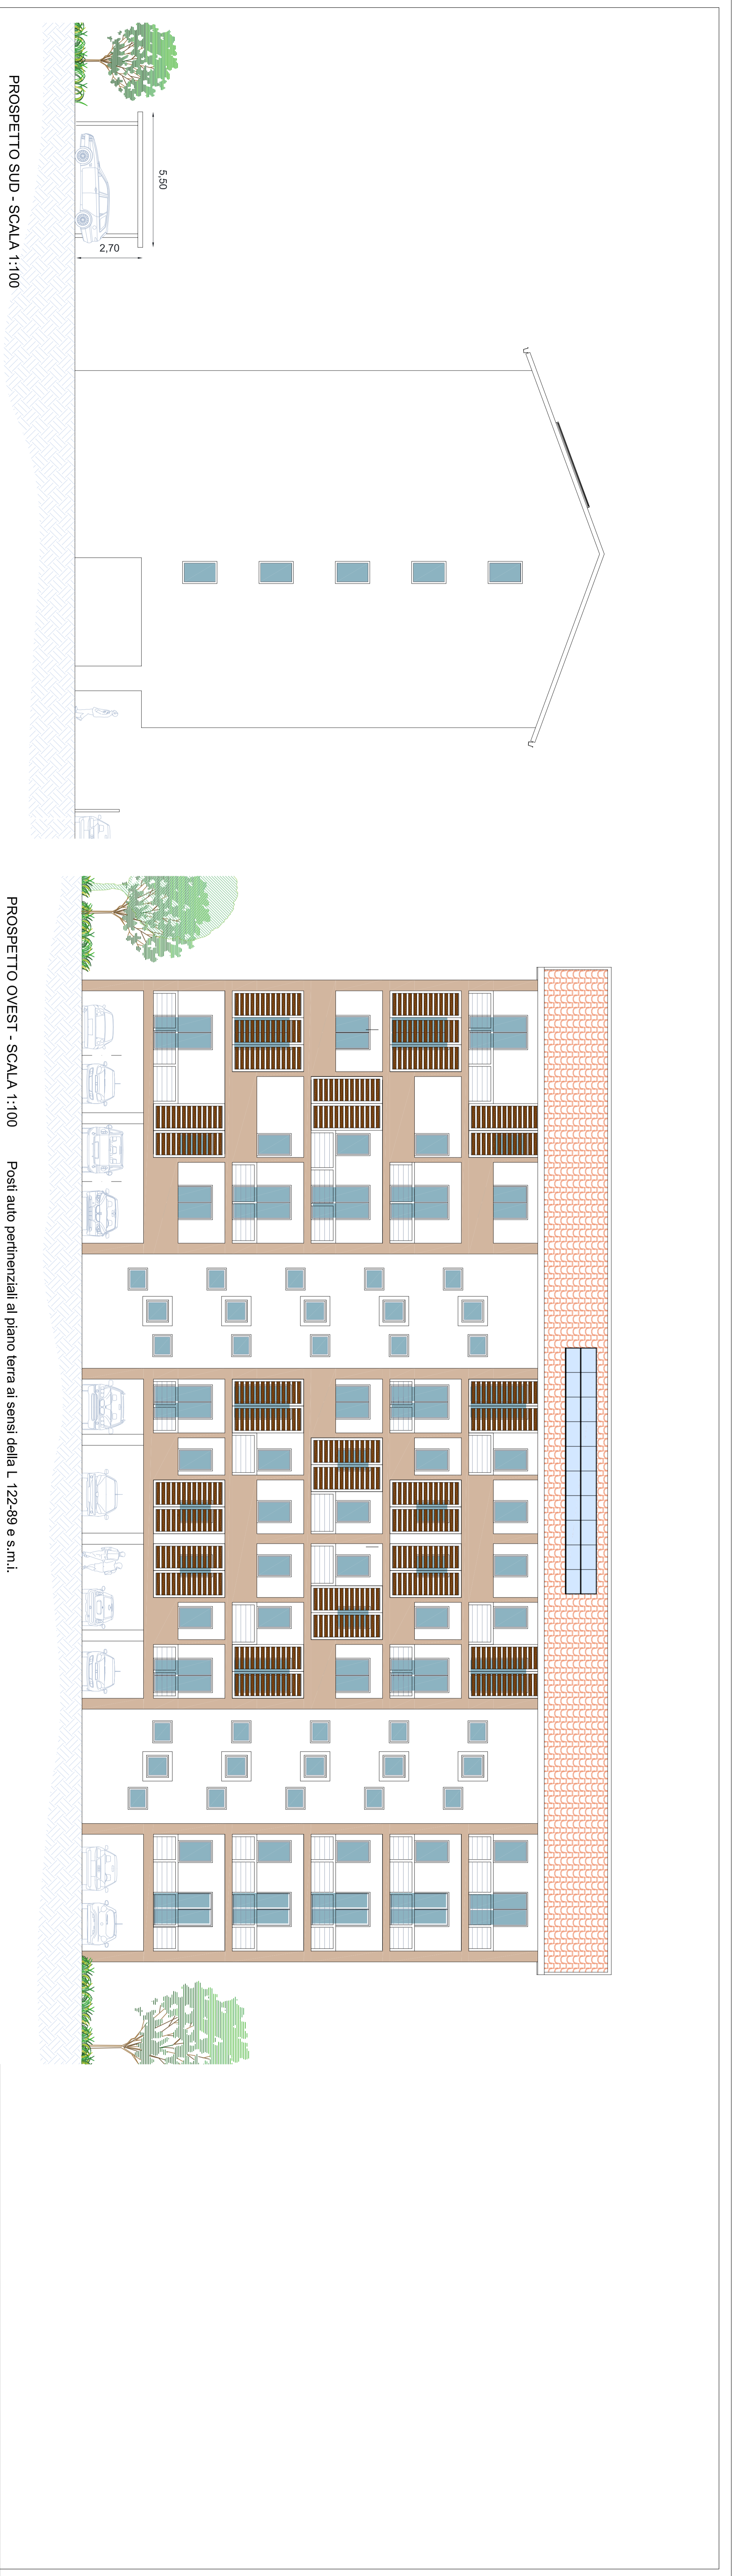 5,50
2,70
PROSPETTO SUD - SCALA 1:100
PROSPETTO OVEST - SCALA 1:100 Posti auto pertinenziali al piano terra ai sensi della L 122-89 e s.m.i.